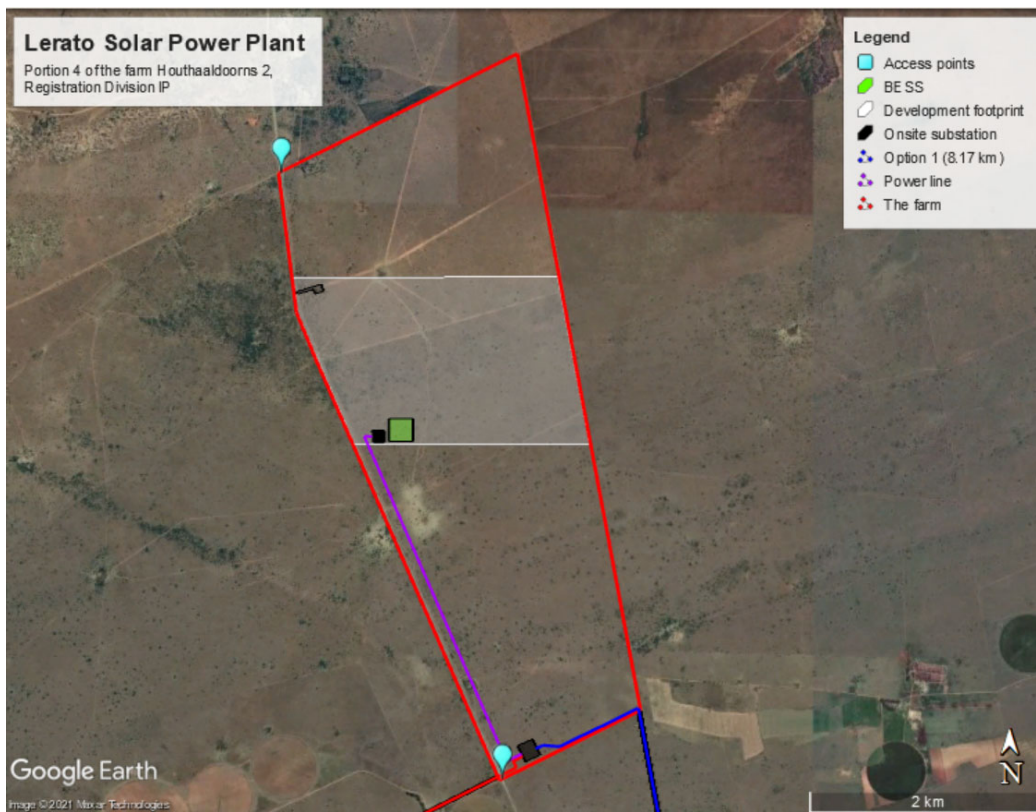 Lerato Solar Power Plant
Portion 4 of the farm Houthaaldoorns 2,
Registration Division IP
Legend
Access points
BESS
Development footprint
Onsite substation
Option 1 (8.17 km)
Power line
The farm
Google Earth
Image © 2021 Maxar Technologies
N
2 km